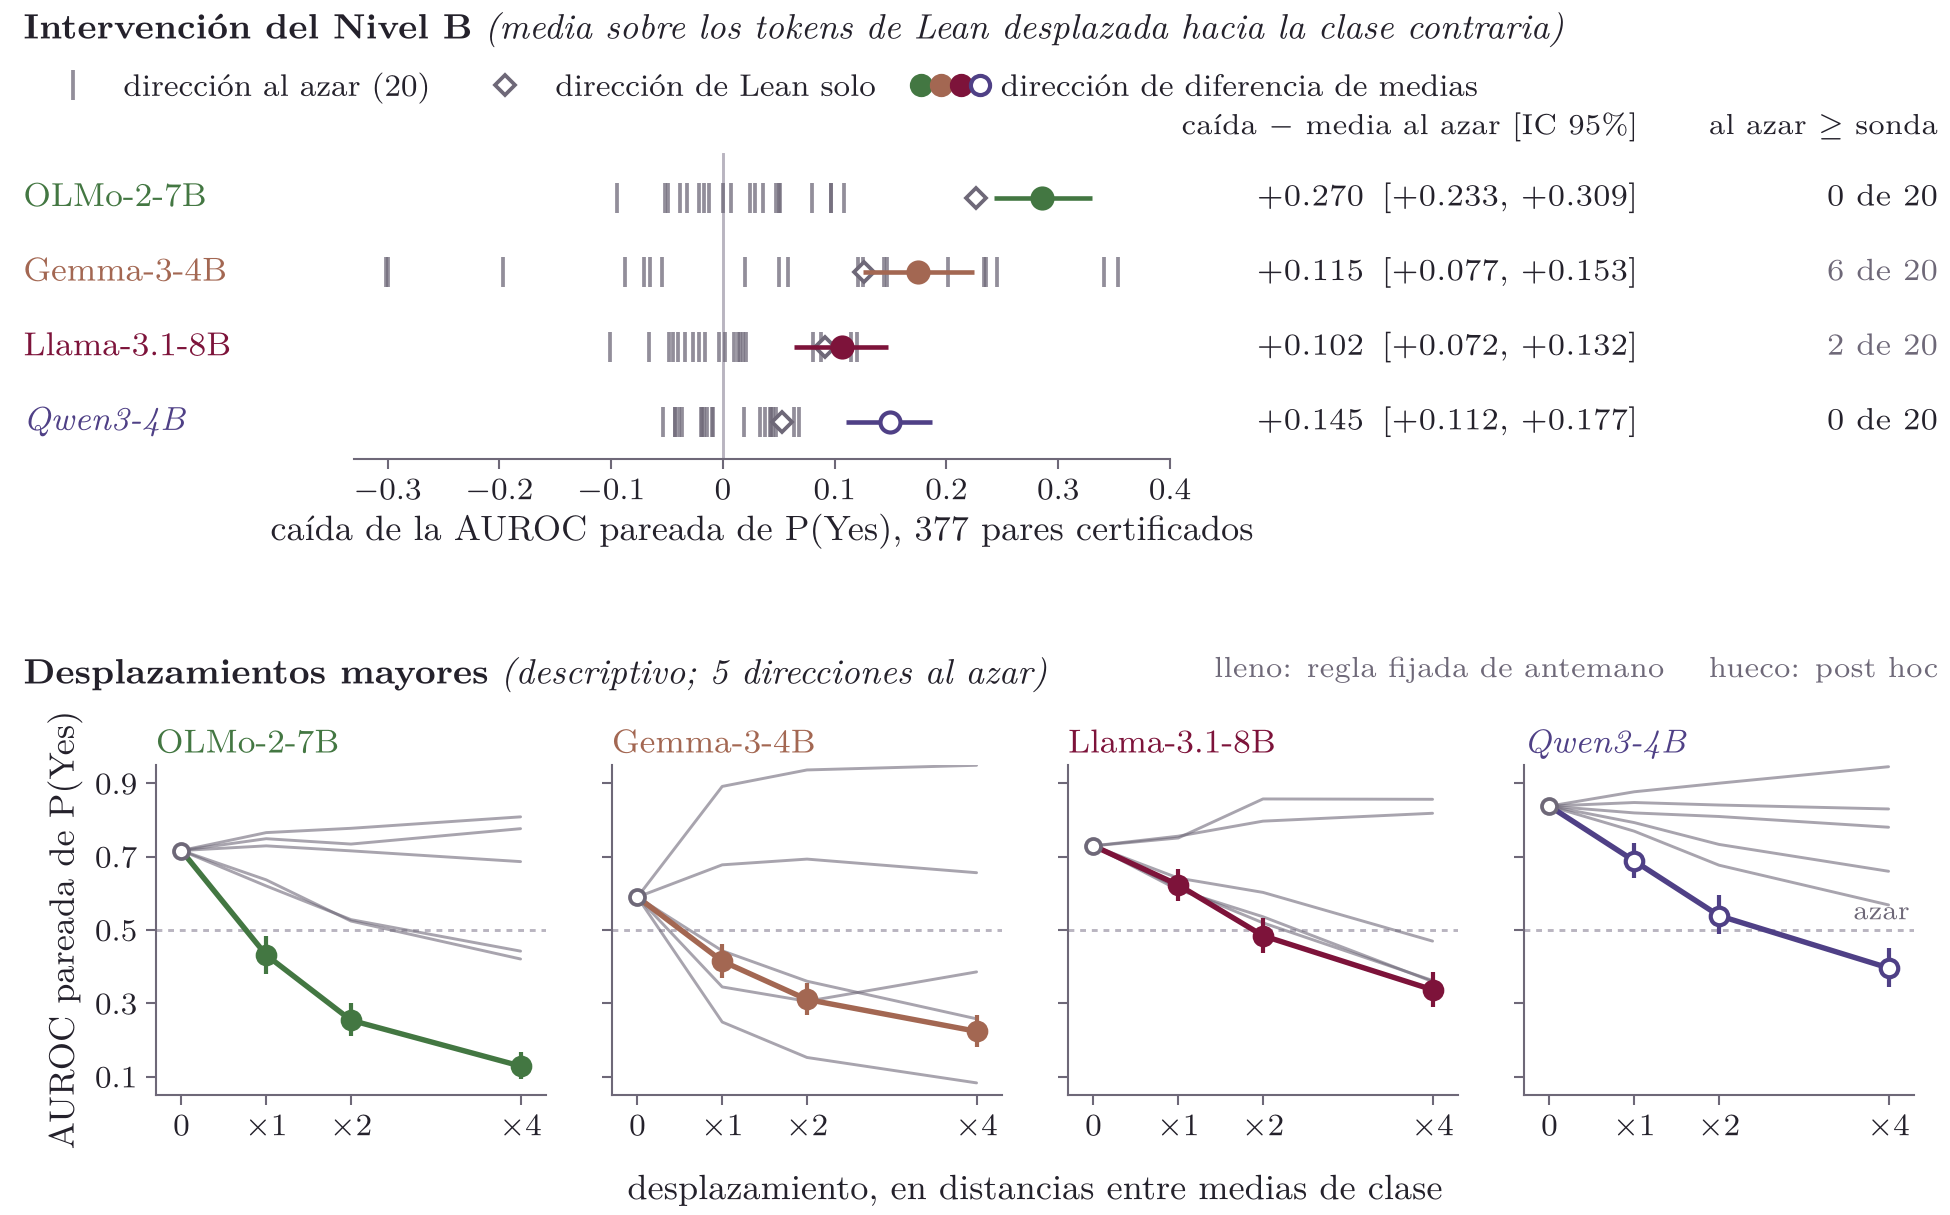 Intervención del Nivel B (media sobre los tokens de Lean desplazada hacia la clase contraria)
dirección al azar (20) dirección de Lean solo dirección de diferencia de medias
caída − media al azar [IC 95%] al azar ≥ sonda
OLMo-2-7B +0.270 [+0.233, +0.309] 0 de 20
Gemma-3-4B +0.115 [+0.077, +0.153] 6 de 20
Llama-3.1-8B +0.102 [+0.072, +0.132] 2 de 20
Qwen3-4B +0.145 [+0.112, +0.177] 0 de 20
−0.3 −0.2 −0.1 0 0.1 0.2 0.3 0.4
caída de la AUROC pareada de P(Yes), 377 pares certificados
Desplazamientos mayores (descriptivo; 5 direcciones al azar) lleno: regla fijada de antemano hueco: post hoc
AUROC pareada de P(Yes)
OLMo-2-7B Gemma-3-4B Llama-3.1-8B Qwen3-4B
0.9
0.7
0.5
0.3
0.1
azar
0 ×1 ×2 ×4 0 ×1 ×2 ×4 0 ×1 ×2 ×4 0 ×1 ×2 ×4
desplazamiento, en distancias entre medias de clase